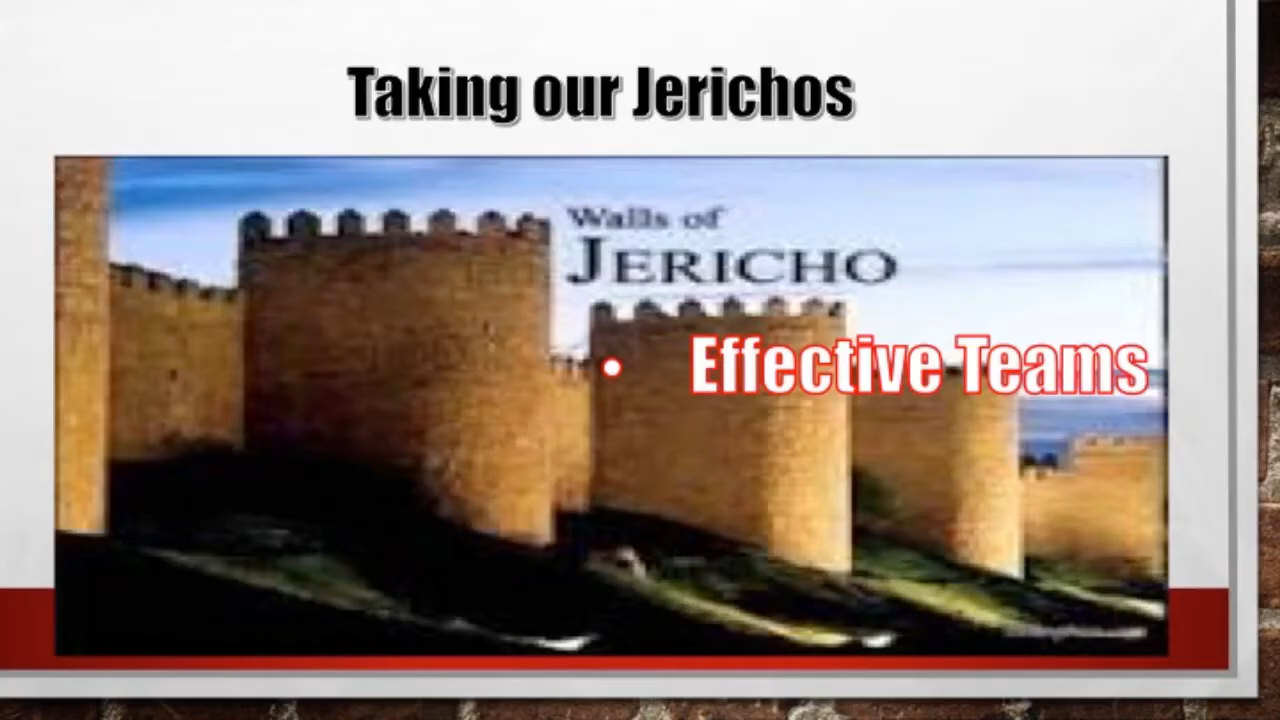 Taking our Jerichos
Walls of
JERICHO
• Effective Teams